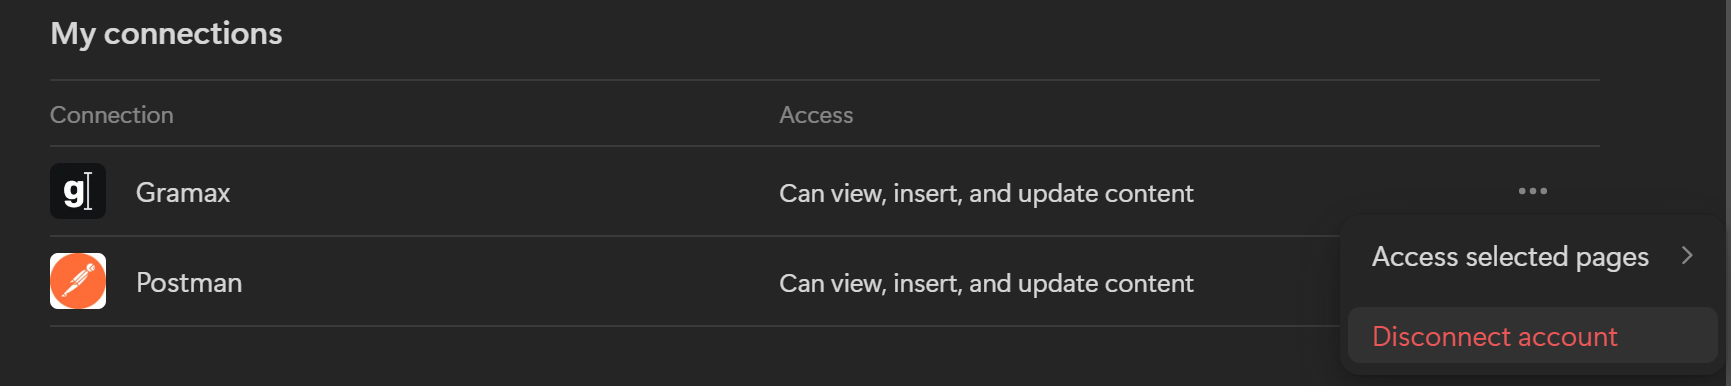 My connections
Connection Access
g Gramax Can view, insert, and update content •••
Access selected pages
Postman Can view, insert, and update content
Disconnect account